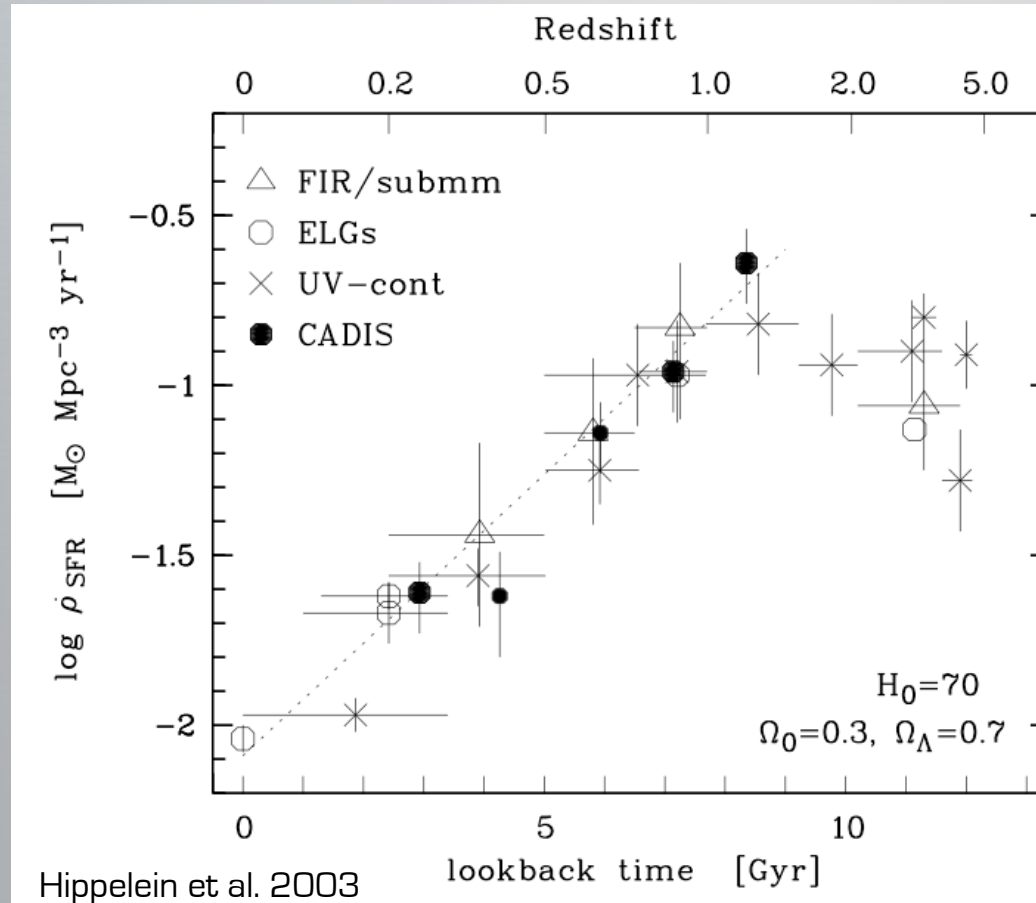 Redshift
0 0.2 0.5 1.0 2.0 5.0
FIR/submm
ELGs
UV-cont
CADIS
-0.5
-1
-1.5
-2
log ρ̇SFR [M⊙ Mpc⁻³ yr⁻¹]
H₀=70
Ω₀=0.3, Ω_Λ=0.7
0 5 10
lookback time [Gyr]
Hippelein et al. 2003